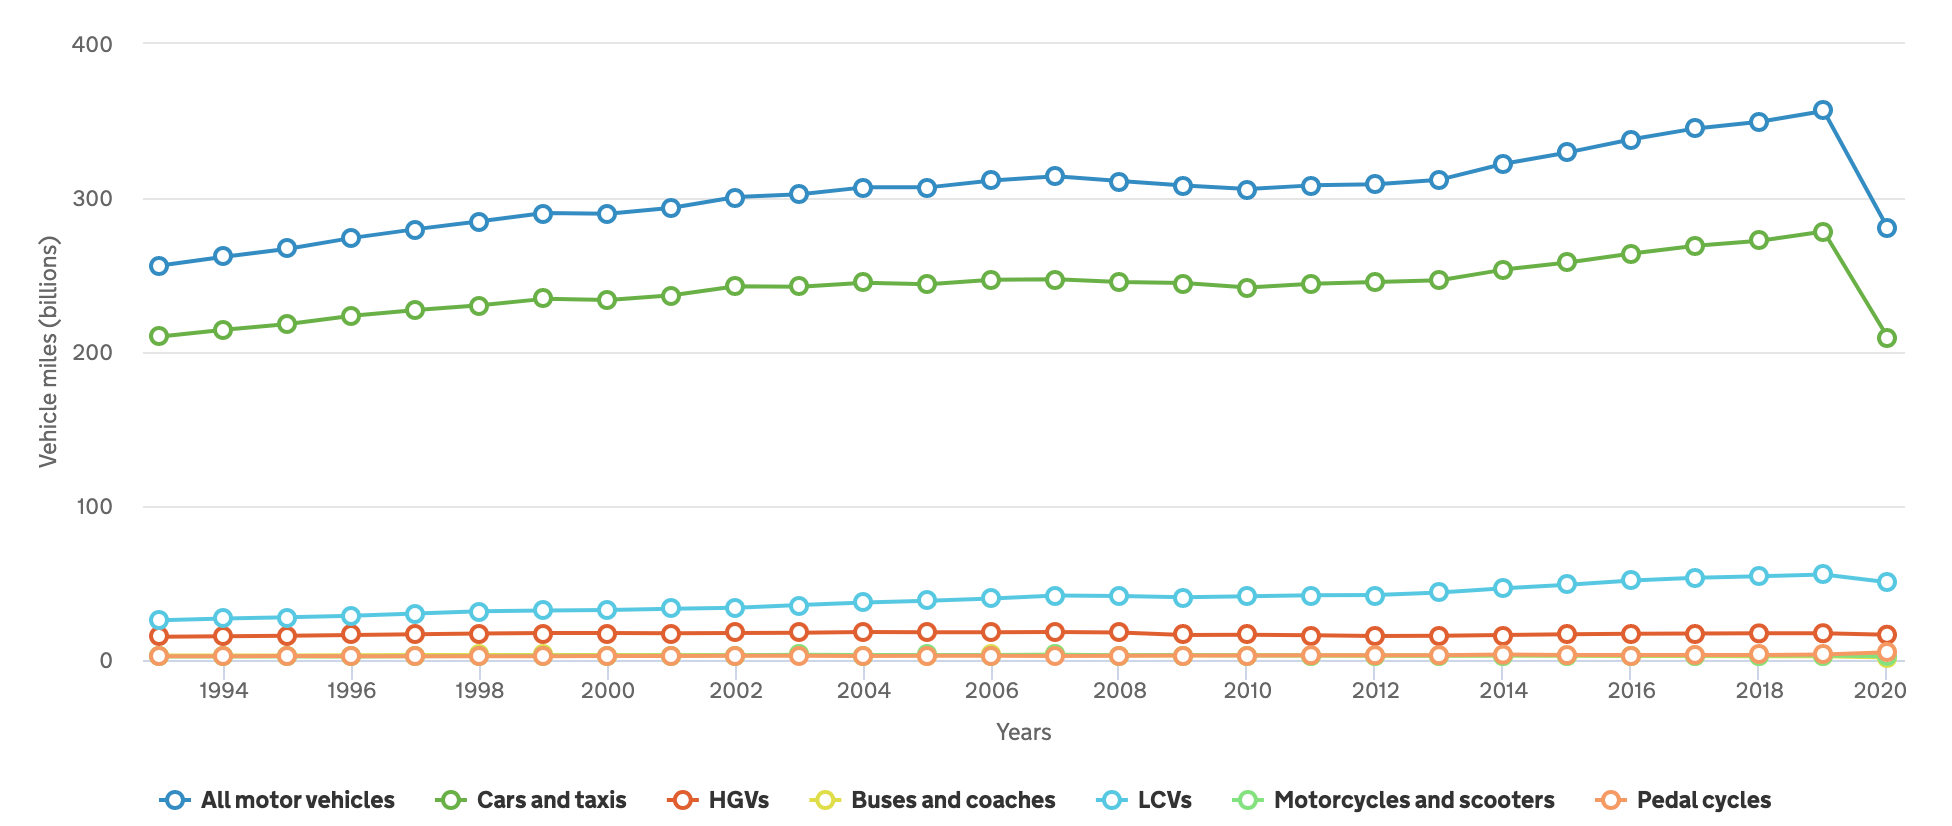 400
300
200
100
0
Vehicle miles (billions)
1994 1996 1998 2000 2002 2004 2006 2008 2010 2012 2014 2016 2018 2020
Years
All motor vehicles Cars and taxis HGVs Buses and coaches LCVs Motorcycles and scooters Pedal cycles